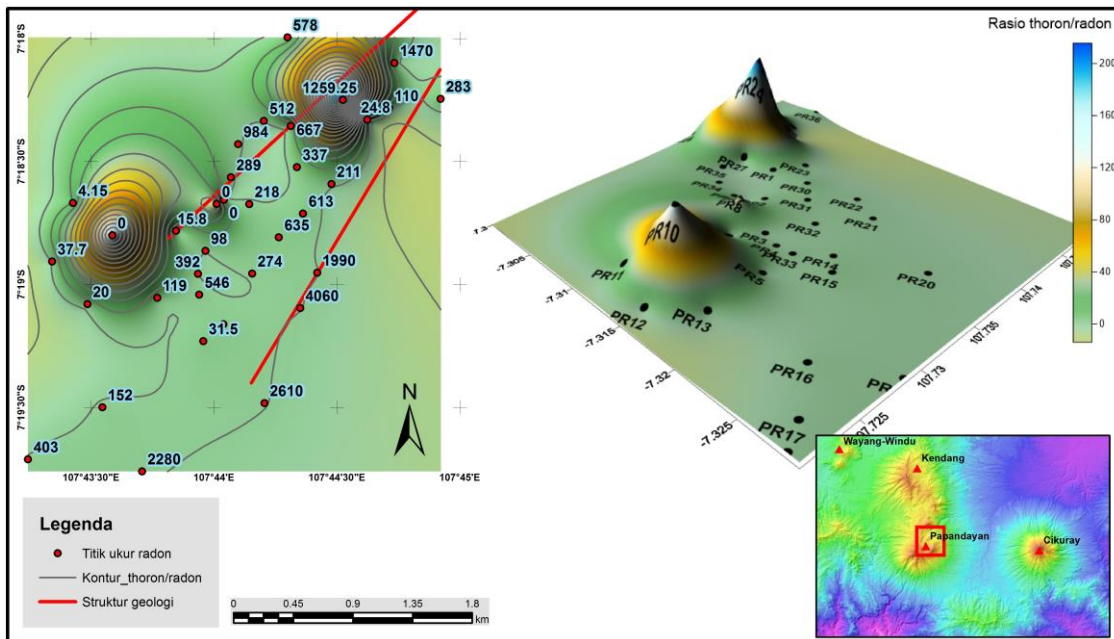 578
7°18'S
1470
1259.25
283
110
24.8
512
667
984
337
7°18'30"S
289
211
4.15
0
218
0
613
0
15.8
635
98
37.7
392
274
1990
7°19'S
20
119
546
4060
31.5
N
152
2610
7°19'30"S
403
2280
107°43'30"E
107°44'E
107°44'30"E
107°45'E
Legenda
Titik ukur radon
Kontur_thoron/radon
Struktur geologi
0
0.45
0.9
1.35
1.8
km
Rasio thoron/radon
200
160
120
80
40
0
PR24
PR36
PR27
PR1
PR23
PR35
PR30
PR34
PR22
PR31
PR8
PR21
PR32
PR10
PR3
PR33
PR14
PR5
PR15
PR20
PR11
PR12
PR13
PR16
PR17
-7.305
-7.31
-7.315
-7.32
-7.325
107.74
107.735
107.73
107.725
Wayang-Windu
Kendang
Papandayan
Cikuray